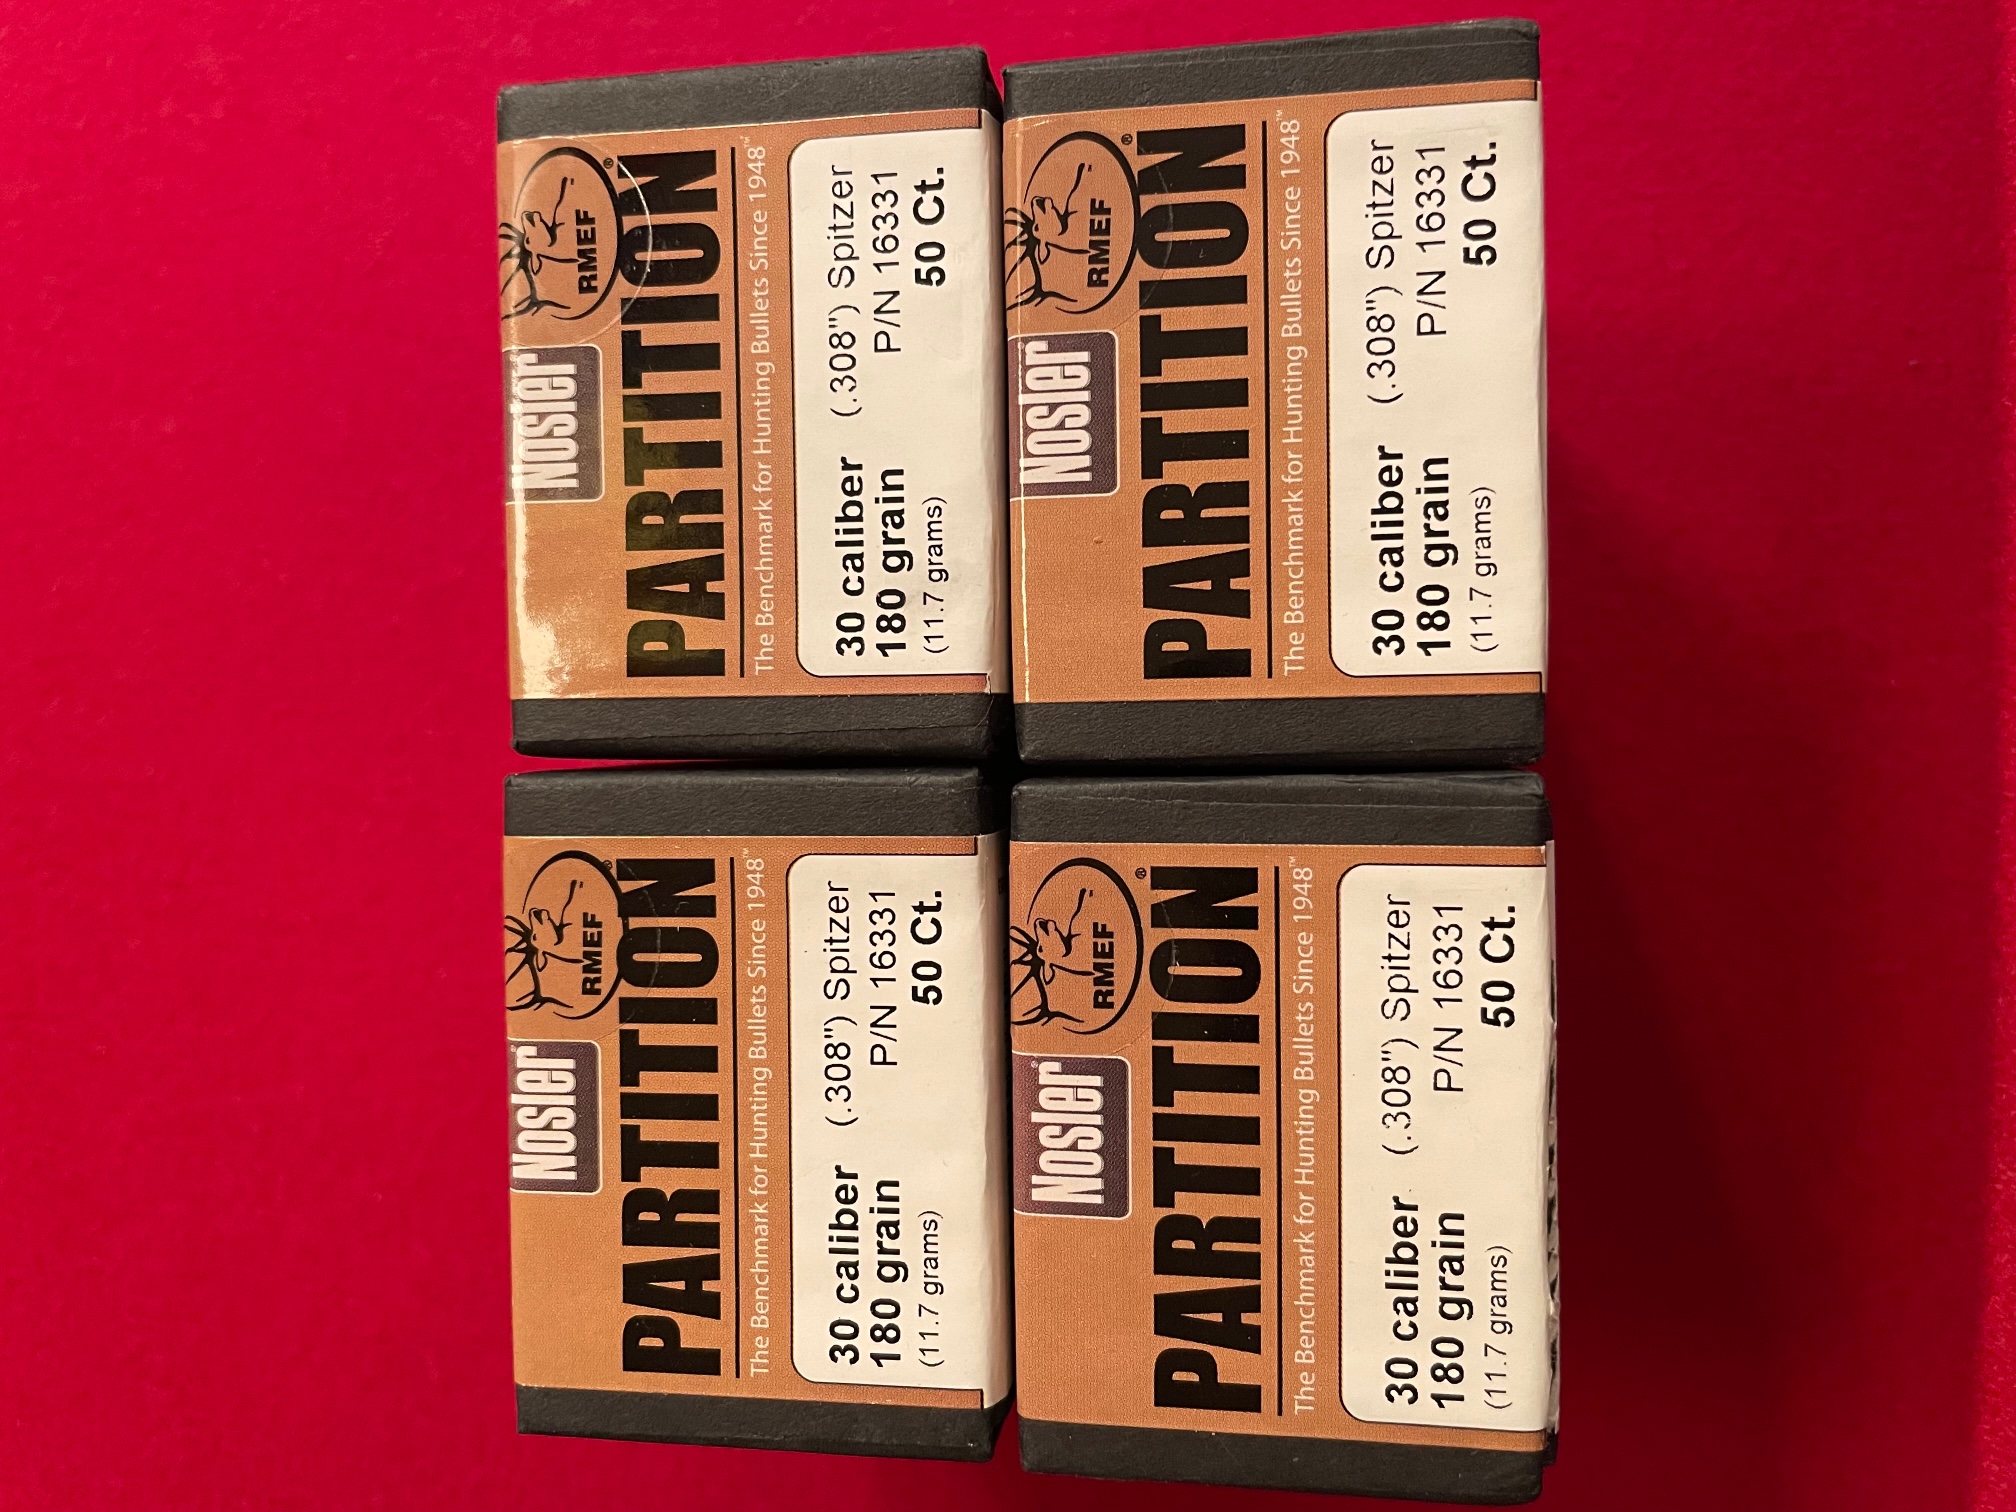 Nosler
RMEF
PARTITION®
The Benchmark for Hunting Bullets Since 1948™
30 caliber (.308") Spitzer
180 grain P/N 16331
(11.7 grams) 50 Ct.
Nosler
RMEF
PARTITION®
The Benchmark for Hunting Bullets Since 1948™
30 caliber (.308") Spitzer
180 grain P/N 16331
(11.7 grams) 50 Ct.
Nosler
RMEF
PARTITION®
The Benchmark for Hunting Bullets Since 1948™
30 caliber (.308") Spitzer
180 grain P/N 16331
(11.7 grams) 50 Ct.
Nosler
RMEF
PARTITION®
The Benchmark for Hunting Bullets Since 1948™
30 caliber (.308") Spitzer
180 grain P/N 16331
(11.7 grams) 50 Ct.